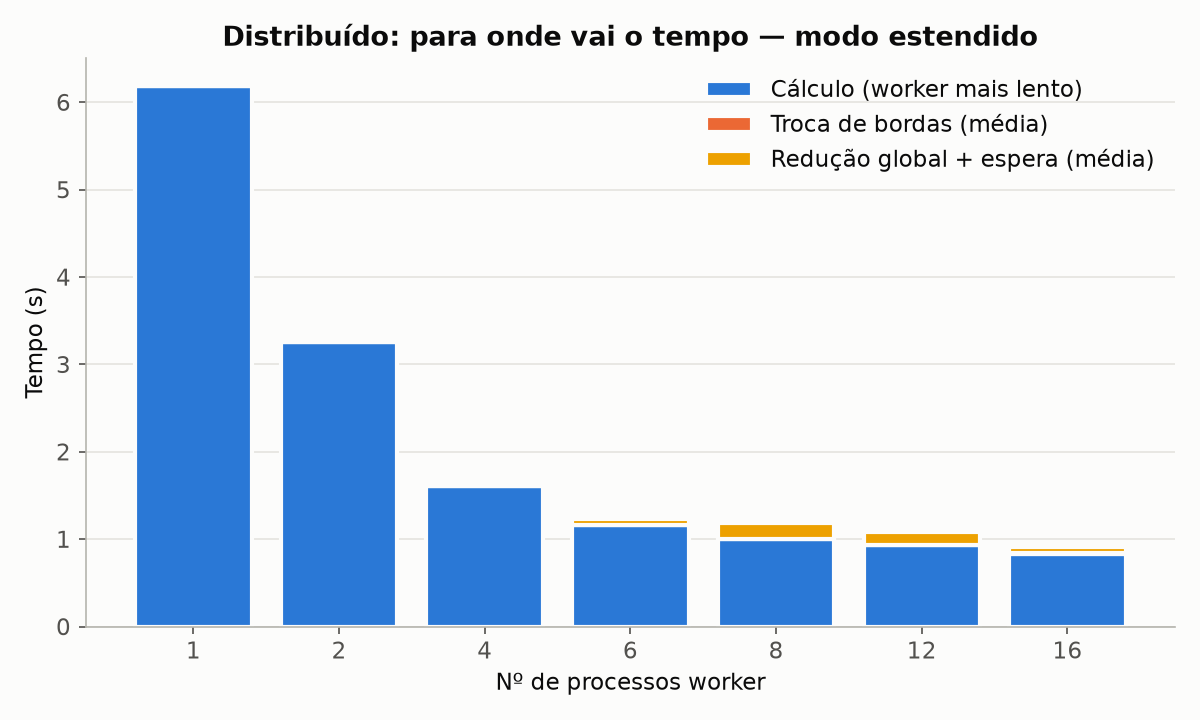 Distribuído: para onde vai o tempo — modo estendido
Cálculo (worker mais lento)
Troca de bordas (média)
Redução global + espera (média)
Tempo (s)
6
5
4
3
2
1
0
1 2 4 6 8 12 16
Nº de processos worker